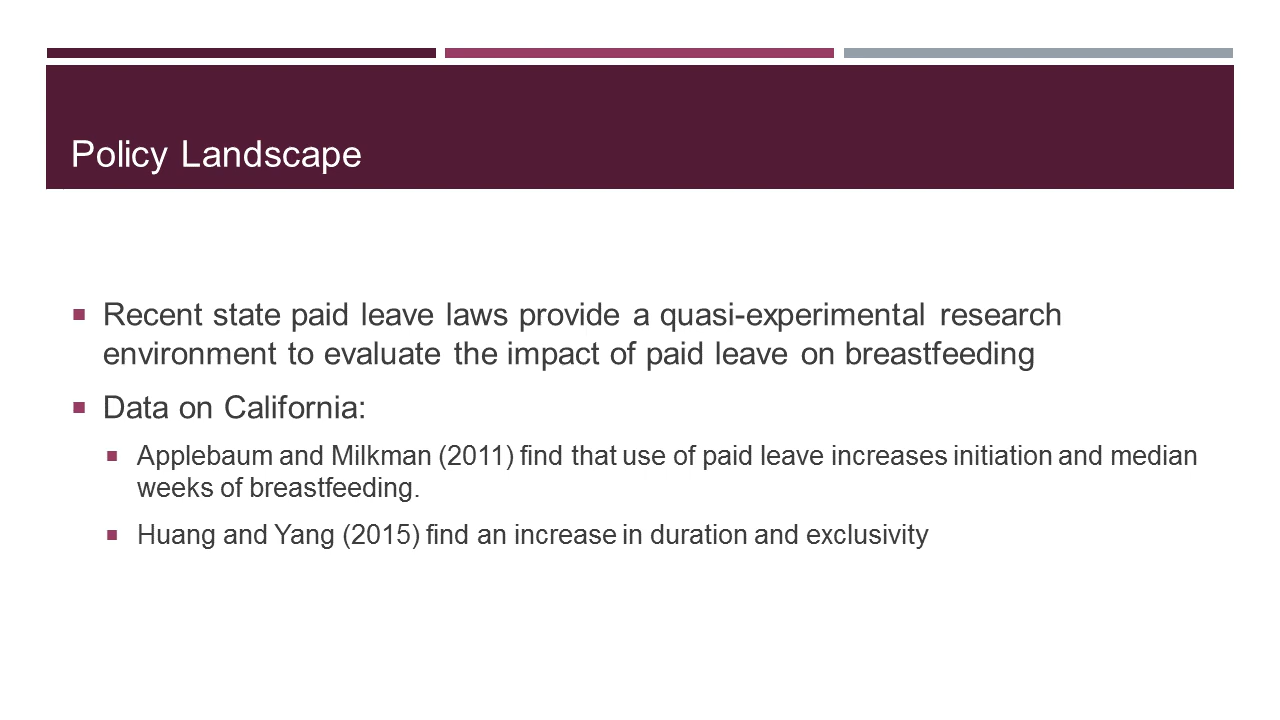 Policy Landscape
Recent state paid leave laws provide a quasi-experimental research
environment to evaluate the impact of paid leave on breastfeeding
Data on California:
Applebaum and Milkman (2011) find that use of paid leave increases initiation and median
weeks of breastfeeding.
Huang and Yang (2015) find an increase in duration and exclusivity